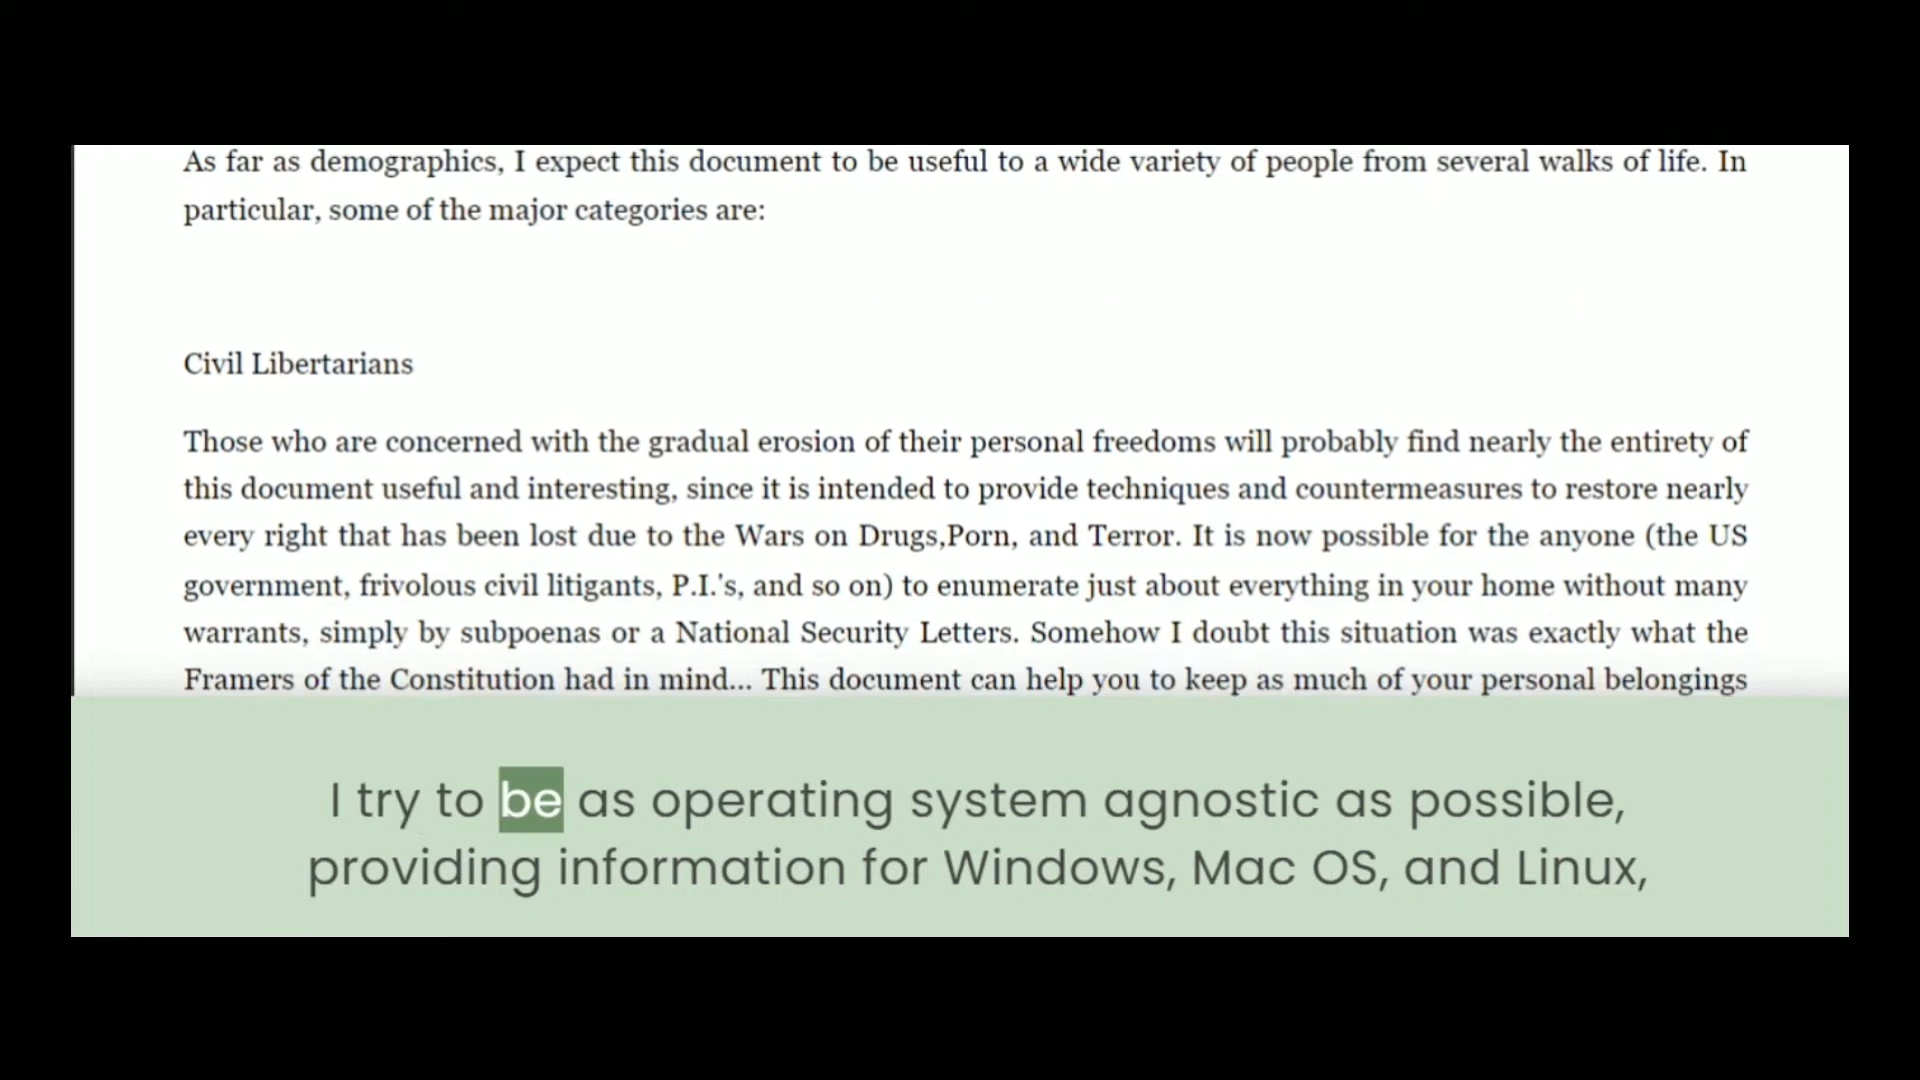 As far as demographics, I expect this document to be useful to a wide variety of people from several walks of life. In
particular, some of the major categories are:
Civil Libertarians
Those who are concerned with the gradual erosion of their personal freedoms will probably find nearly the entirety of
this document useful and interesting, since it is intended to provide techniques and countermeasures to restore nearly
every right that has been lost due to the Wars on Drugs,Porn, and Terror. It is now possible for the anyone (the US
government, frivolous civil litigants, P.I.'s, and so on) to enumerate just about everything in your home without many
warrants, simply by subpoenas or a National Security Letters. Somehow I doubt this situation was exactly what the
Framers of the Constitution had in mind... This document can help you to keep as much of your personal belongings
I try to be as operating system agnostic as possible,
providing information for Windows, Mac OS, and Linux,